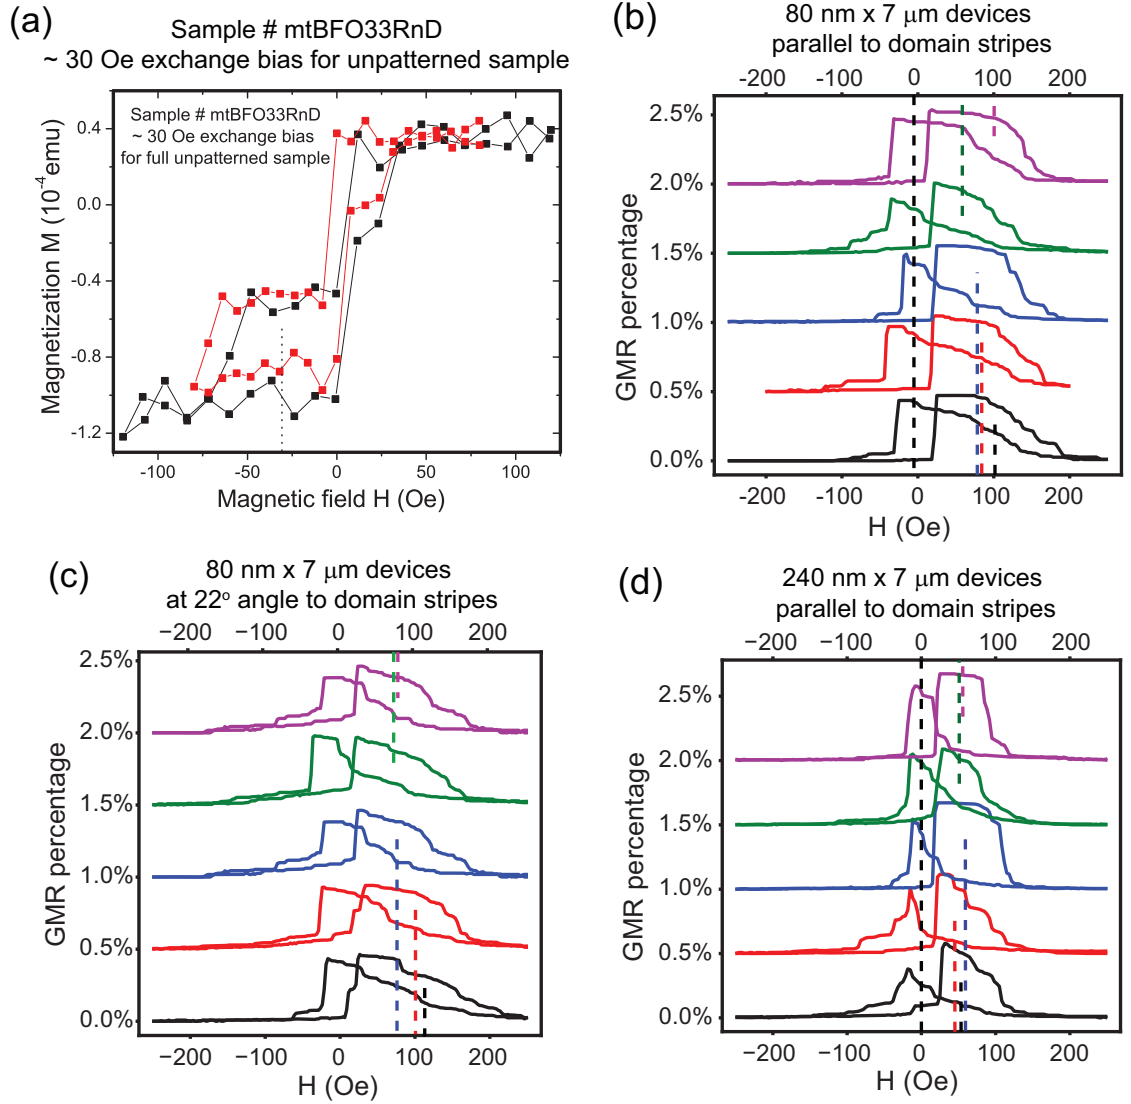 (a)
Sample # mtBFO33RnD
~ 30 Oe exchange bias for unpatterned sample
Sample # mtBFO33RnD
~ 30 Oe exchange bias
for full unpatterned sample
Magnetization M (10⁻⁴ emu)
0.4
0.0
-0.4
-0.8
-1.2
-100 -50 0 50 100
Magnetic field H (Oe)
(b)
80 nm x 7 μm devices
parallel to domain stripes
-200 -100 0 100 200
GMR percentage
2.5%
2.0%
1.5%
1.0%
0.5%
0.0%
-200 -100 0 100 200
H (Oe)
(c)
80 nm x 7 μm devices
at 22° angle to domain stripes
−200 −100 0 100 200
GMR percentage
2.5%
2.0%
1.5%
1.0%
0.5%
0.0%
−200 −100 0 100 200
H (Oe)
(d)
240 nm x 7 μm devices
parallel to domain stripes
−200 −100 0 100 200
GMR percentage
2.5%
2.0%
1.5%
1.0%
0.5%
0.0%
−200 −100 0 100 200
H (Oe)